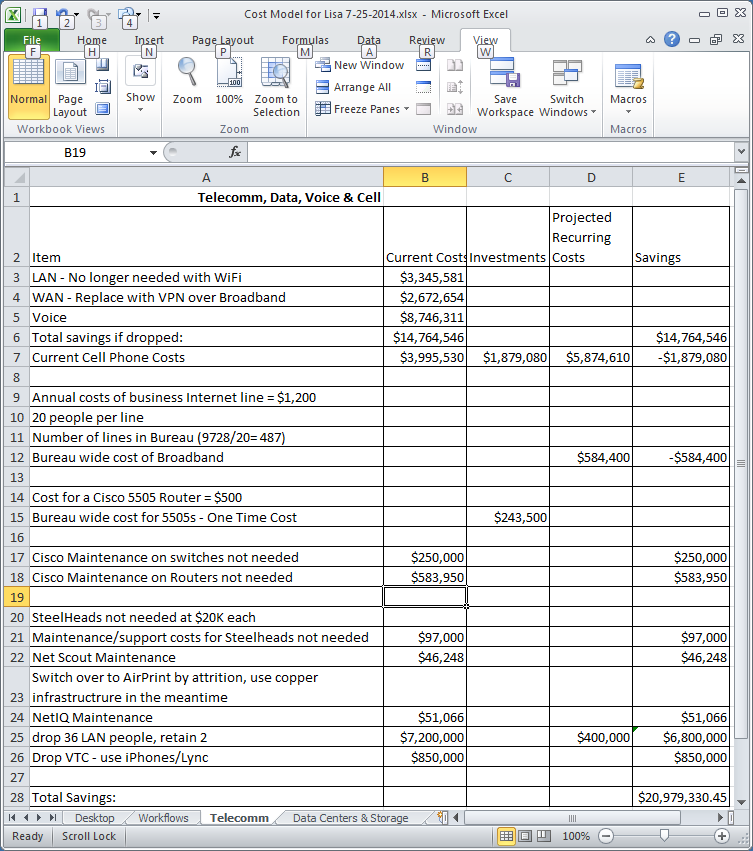 Cost Model for Lisa 7-25-2014.xlsx - Microsoft Excel
1 2 3 4
File Home Insert Page Layout Formulas Data Review View
F H N P M A R W
Normal Page Layout Show Zoom 100% Zoom to Selection New Window Arrange All Freeze Panes Save Workspace Switch Windows Macros
Workbook Views Zoom Window Macros
B19 fx
A B C D E
1 Telecomm, Data, Voice & Cell
2 Item Current Costs Investments Projected Recurring Costs Savings
3 LAN - No longer needed with WiFi $3,345,581
4 WAN - Replace with VPN over Broadband $2,672,654
5 Voice $8,746,311
6 Total savings if dropped: $14,764,546 $14,764,546
7 Current Cell Phone Costs $3,995,530 $1,879,080 $5,874,610 -$1,879,080
8
9 Annual costs of business Internet line = $1,200
10 20 people per line
11 Number of lines in Bureau (9728/20= 487)
12 Bureau wide cost of Broadband $584,400 -$584,400
13
14 Cost for a Cisco 5505 Router = $500
15 Bureau wide cost for 5505s - One Time Cost $243,500
16
17 Cisco Maintenance on switches not needed $250,000 $250,000
18 Cisco Maintenance on Routers not needed $583,950 $583,950
19
20 SteelHeads not needed at $20K each
21 Maintenance/support costs for Steelheads not needed $97,000 $97,000
22 Net Scout Maintenance $46,248 $46,248
Switch over to AirPrint by attrition, use copper
23 infrastructrure in the meantime
24 NetIQ Maintenance $51,066 $51,066
25 drop 36 LAN people, retain 2 $7,200,000 $400,000 $6,800,000
26 Drop VTC - use iPhones/Lync $850,000 $850,000
27
28 Total Savings: $20,979,330.45
Desktop Workflows Telecomm Data Centers & Storage
Ready Scroll Lock 100%